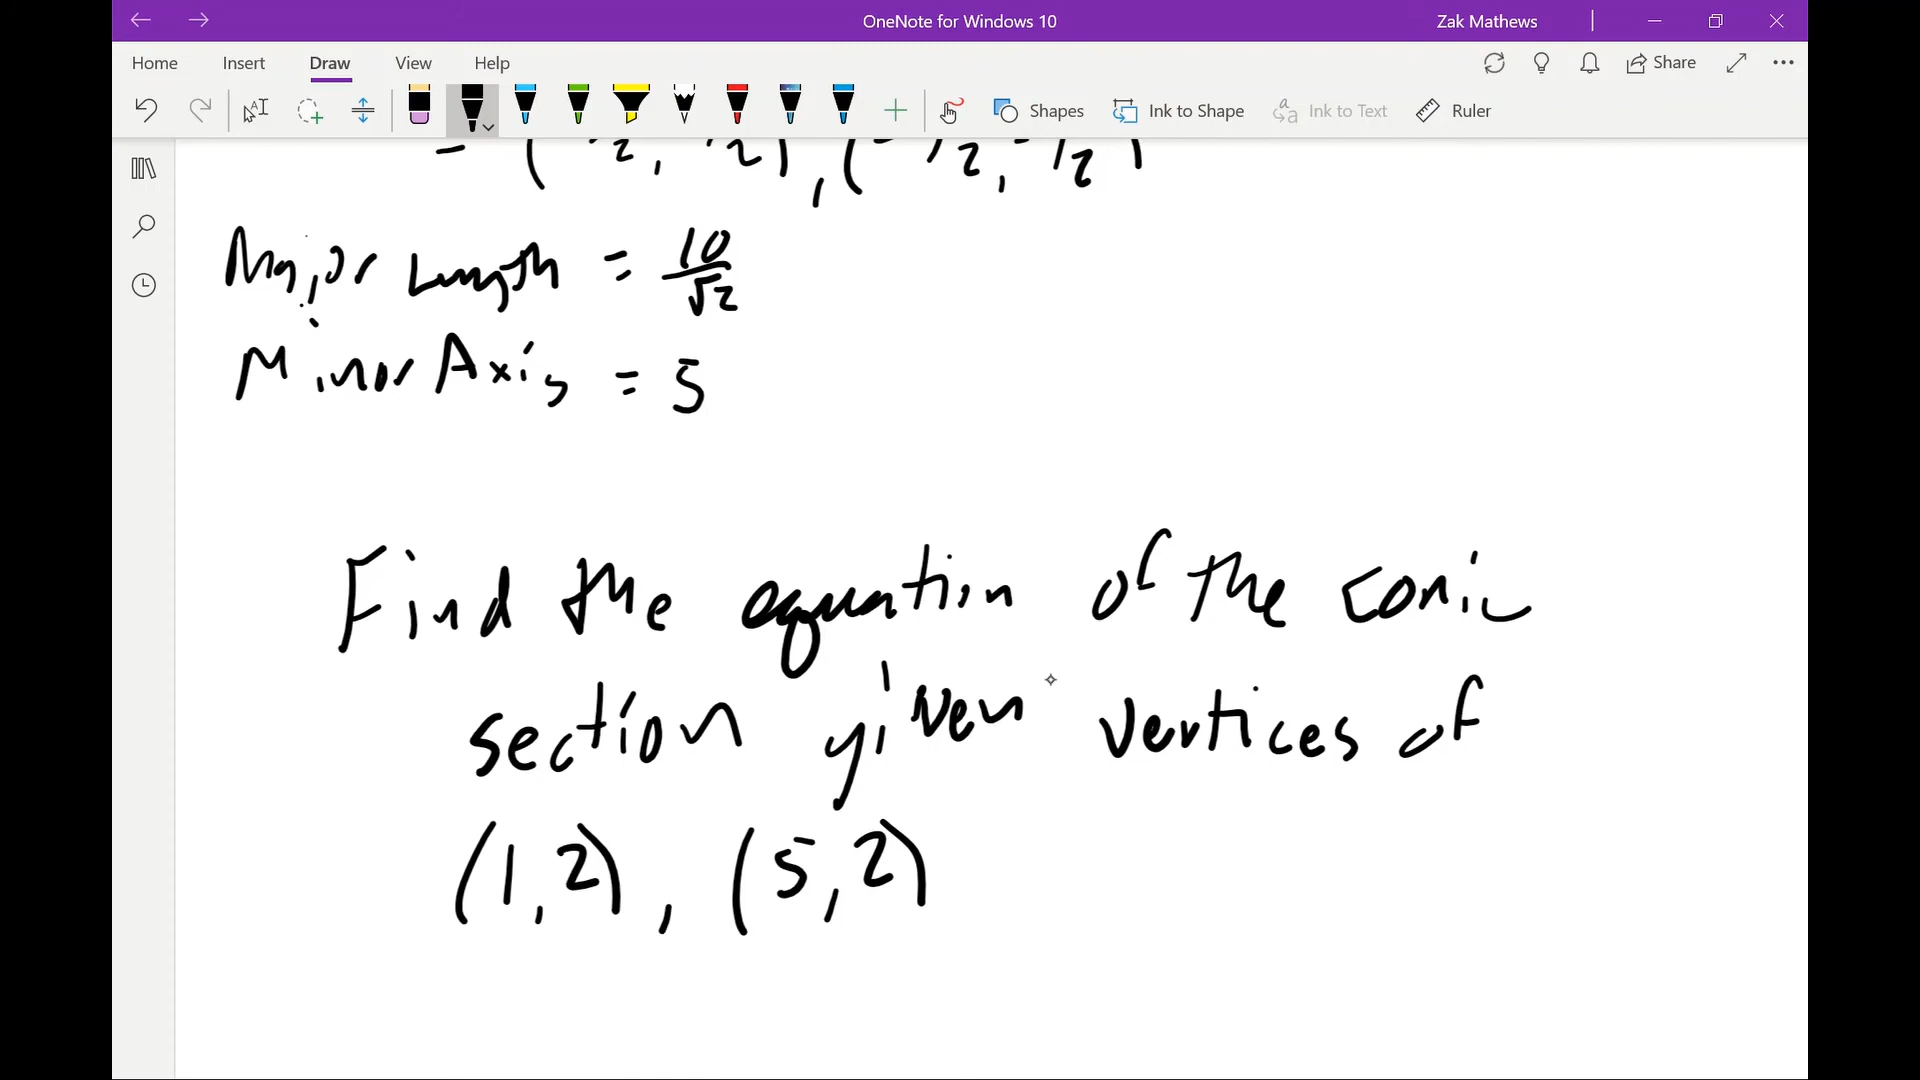 OneNote for Windows 10
Zak Mathews
Home Insert Draw View Help
Share
Shapes Ink to Shape Ink to Text Ruler
Major Length = 10/√2
Minor Axis = 5
Find the equation of the conic
section given vertices of
(1,2), (5,2)